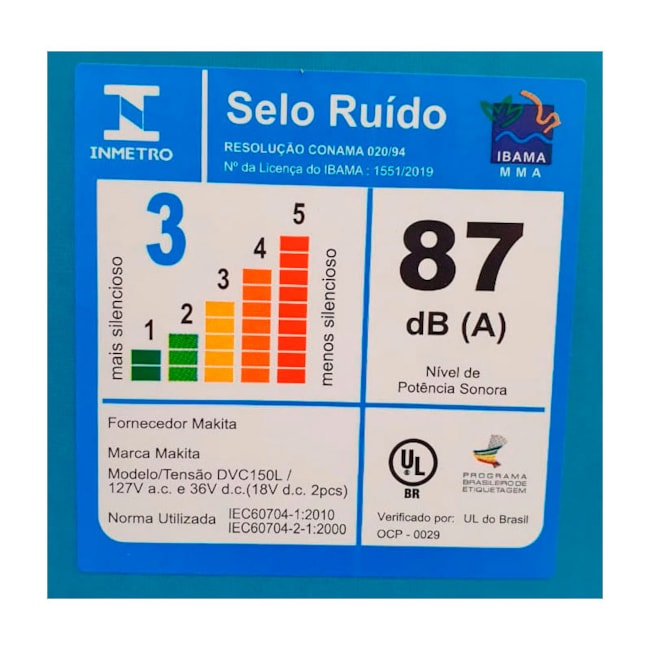 INMETRO
Selo Ruído
RESOLUÇÃO CONAMA 020/94
Nº da Licença do IBAMA : 1551/2019
IBAMA
MMA
3
mais silencioso
1
2
3
4
5
menos silencioso
87
dB (A)
Nível de
Potência Sonora
Fornecedor Makita
Marca Makita
Modelo/Tensão DVC150L /
127V a.c. e 36V d.c.(18V d.c. 2pcs)
Norma Utilizada IEC60704-1:2010
IEC60704-2-1:2000
UL
BR
PROGRAMA
BRASILEIRO DE
ETIQUETAGEM
Verificado por: UL do Brasil
OCP - 0029